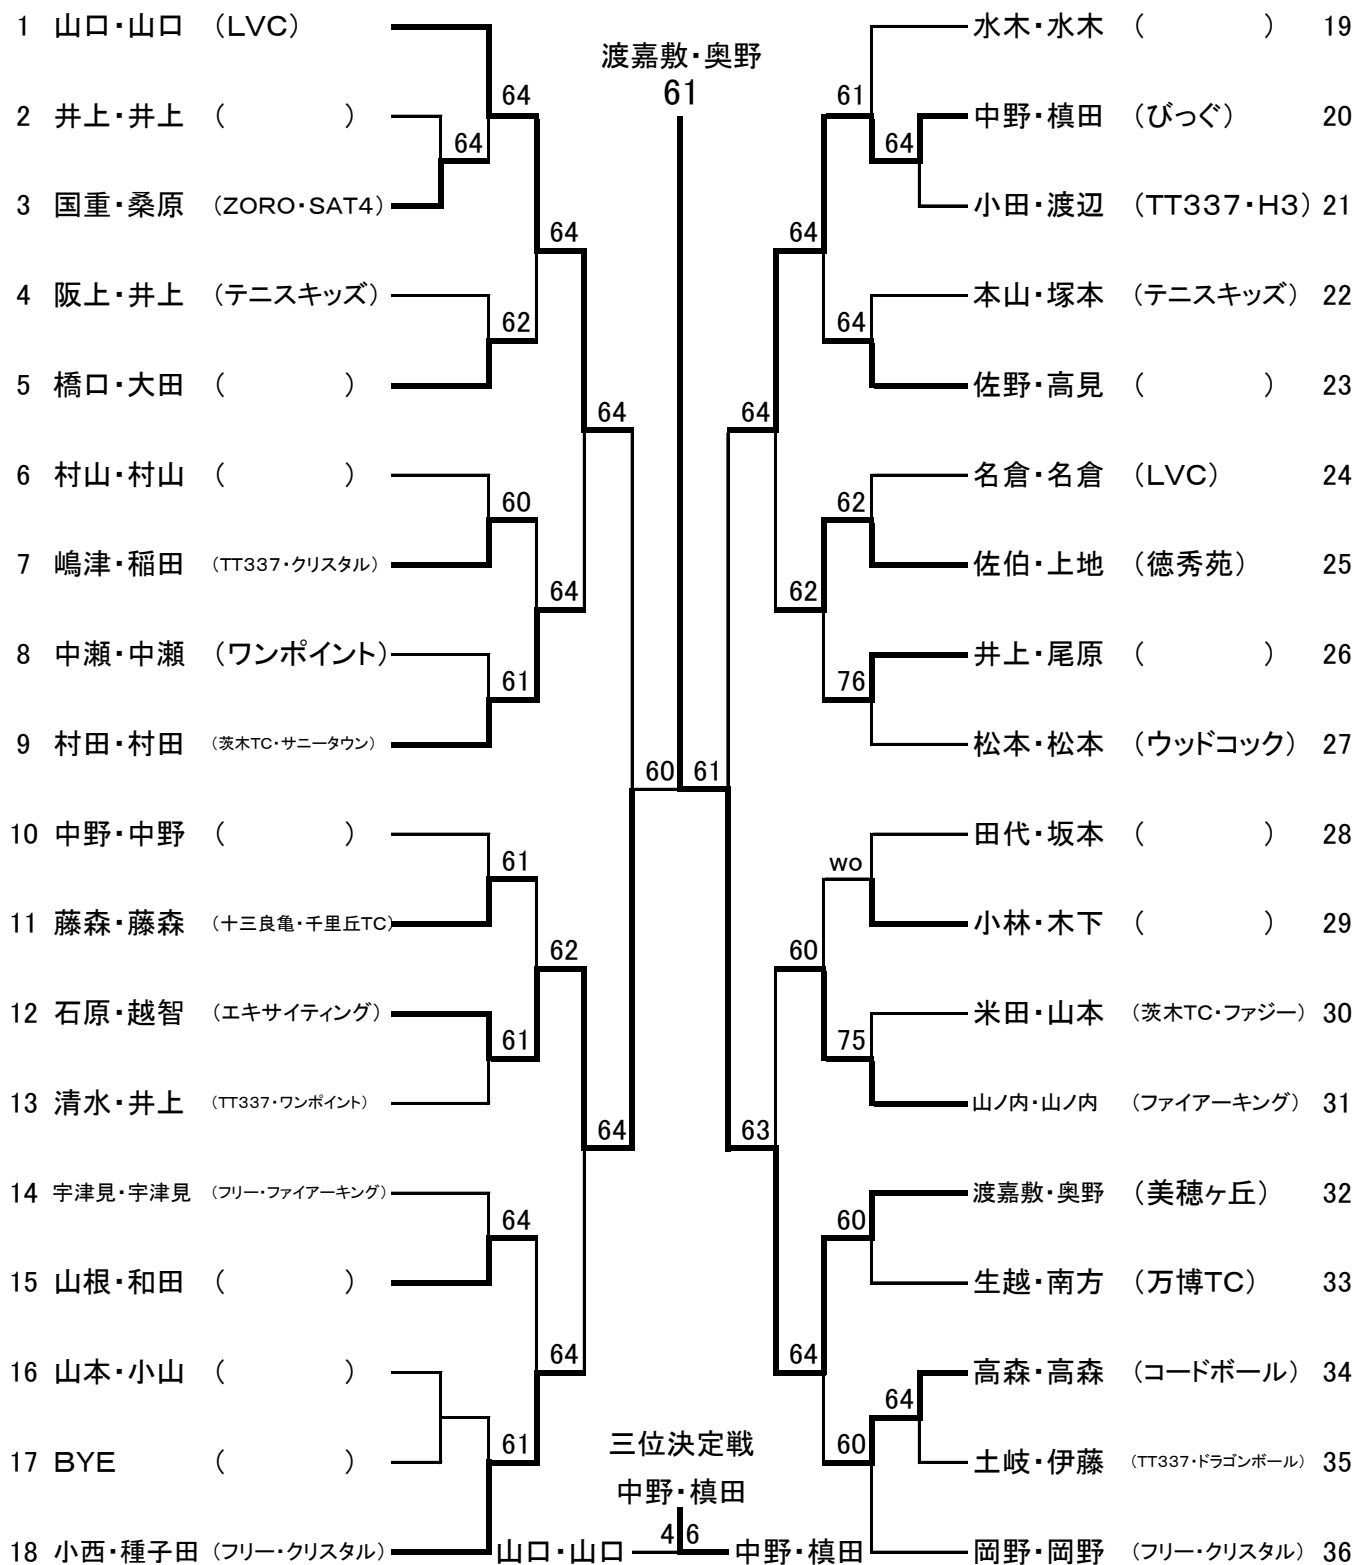 1 山口・山口 (LVC)
2 井上・井上 ( )
3 国重・桑原 (ZORO・SAT4)
4 阪上・井上 (テニスキッズ)
5 橋口・大田 ( )
6 村山・村山 ( )
7 嶋津・稲田 (TT337・クリスタル)
8 中瀬・中瀬 (ワンポイント)
9 村田・村田 (茨木TC・サニータウン)
10 中野・中野 ( )
11 藤森・藤森 (十三良亀・千里丘TC)
12 石原・越智 (エキサイティング)
13 清水・井上 (TT337・ワンポイント)
14 宇津見・宇津見 (フリー・ファイアーキング)
15 山根・和田 ( )
16 山本・小山 ( )
17 BYE ( )
18 小西・種子田 (フリー・クリスタル)
64
64
62
60
61
61
61
64
61
64
64
62
64
64
64
60
渡嘉敷・奥野
61
61
64
63
64
62
60
64
61
64
62
76
wo
75
60
60
64
64
水木・水木 ( ) 19
中野・槙田 (びっぐ) 20
小田・渡辺 (TT337・H3) 21
本山・塚本 (テニスキッズ) 22
佐野・高見 ( ) 23
名倉・名倉 (LVC) 24
佐伯・上地 (徳秀苑) 25
井上・尾原 ( ) 26
松本・松本 (ウッドコック) 27
田代・坂本 ( ) 28
小林・木下 ( ) 29
米田・山本 (茨木TC・ファジー) 30
山ノ内・山ノ内 (ファイアーキング) 31
渡嘉敷・奥野 (美穂ヶ丘) 32
生越・南方 (万博TC) 33
高森・高森 (コードボール) 34
土岐・伊藤 (TT337・ドラゴンボール) 35
岡野・岡野 (フリー・クリスタル) 36
三位決定戦
中野・槙田
山口・山口 4 6 中野・槙田